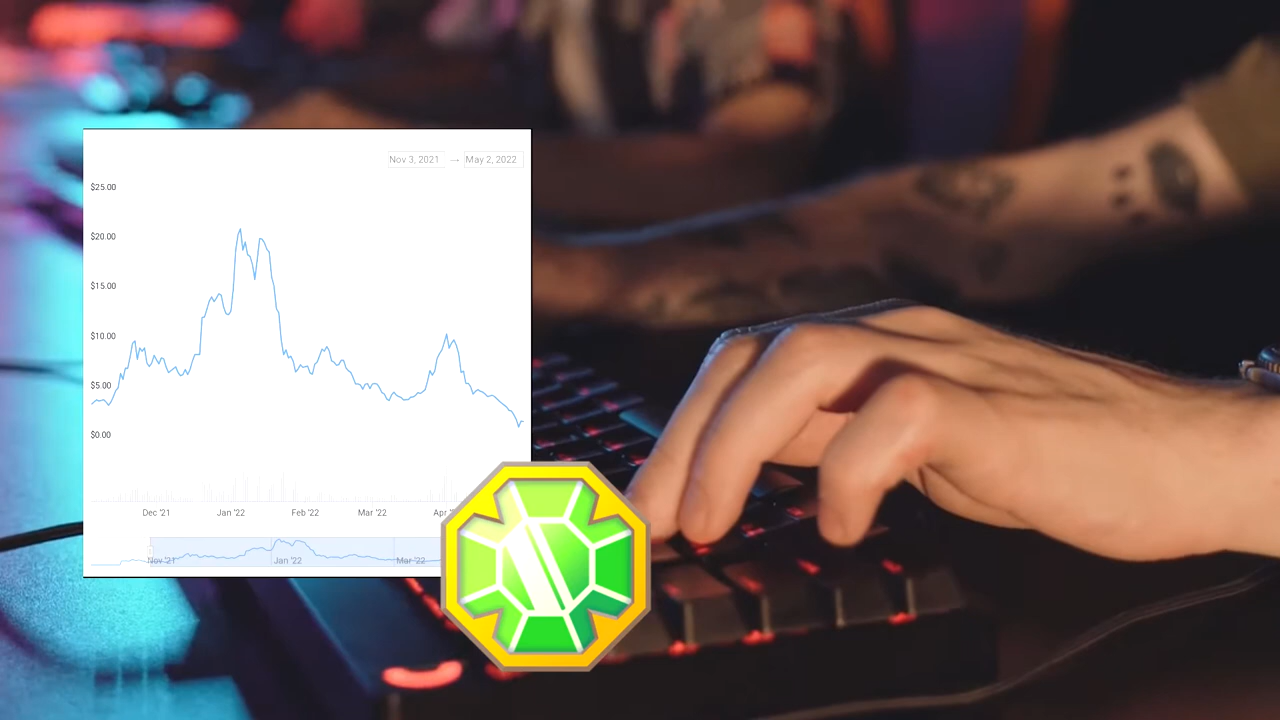 Nov 3, 2021 → May 2, 2022
$25.00
$20.00
$15.00
$10.00
$5.00
$0.00
Dec '21 Jan '22 Feb '22 Mar '22 Apr
Nov '21 Jan '22 Mar '22